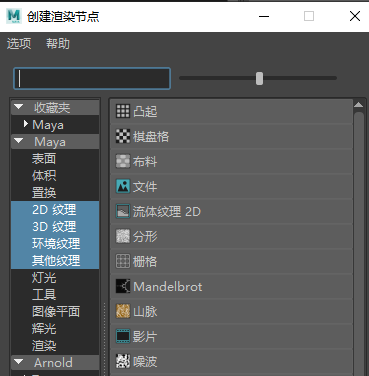 创建渲染节点
选项 帮助
收藏夹
Maya
Maya
表面
体积
置换
2D 纹理
3D 纹理
环境纹理
其他纹理
灯光
工具
图像平面
辉光
渲染
Arnold
凸起
棋盘格
布料
文件
流体纹理 2D
分形
栅格
Mandelbrot
山脉
影片
噪波